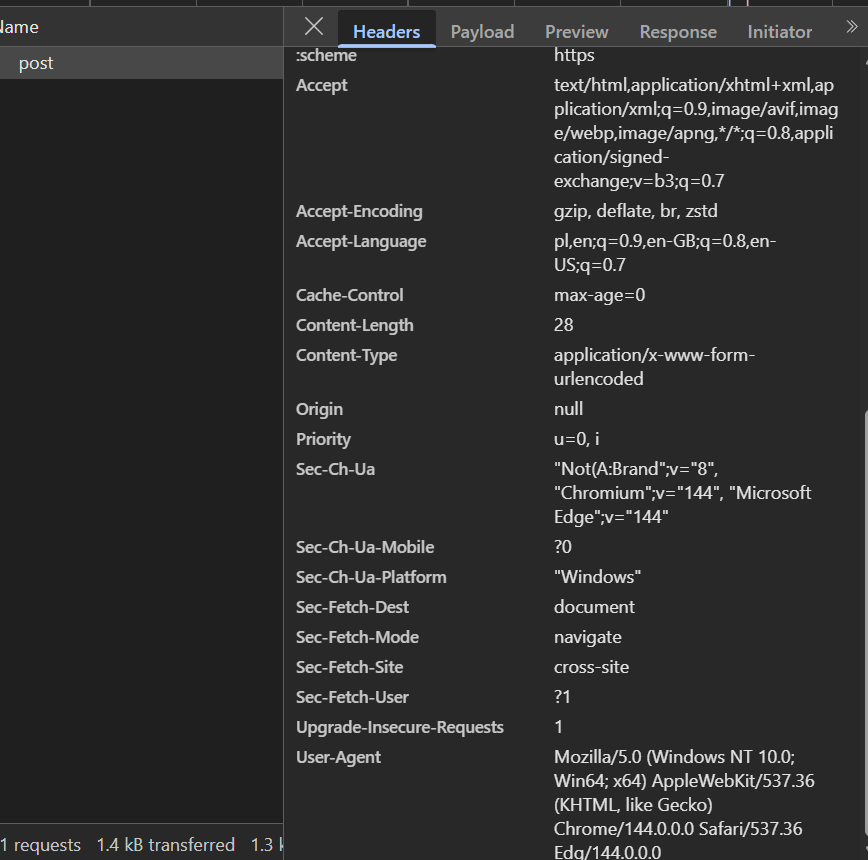 Name
Headers Payload Preview Response Initiator
post
:scheme https
Accept text/html,application/xhtml+xml,ap
plication/xml;q=0.9,image/avif,imag
e/webp,image/apng,*/*;q=0.8,appli
cation/signed-
exchange;v=b3;q=0.7
Accept-Encoding gzip, deflate, br, zstd
Accept-Language pl,en;q=0.9,en-GB;q=0.8,en-
US;q=0.7
Cache-Control max-age=0
Content-Length 28
Content-Type application/x-www-form-
urlencoded
Origin null
Priority u=0, i
Sec-Ch-Ua "Not(A:Brand";v="8",
"Chromium";v="144", "Microsoft
Edge";v="144"
Sec-Ch-Ua-Mobile ?0
Sec-Ch-Ua-Platform "Windows"
Sec-Fetch-Dest document
Sec-Fetch-Mode navigate
Sec-Fetch-Site cross-site
Sec-Fetch-User ?1
Upgrade-Insecure-Requests 1
User-Agent Mozilla/5.0 (Windows NT 10.0;
Win64; x64) AppleWebKit/537.36
(KHTML, like Gecko)
Chrome/144.0.0.0 Safari/537.36
Edg/144.0.0.0
1 requests 1.4 kB transferred 1.3 k